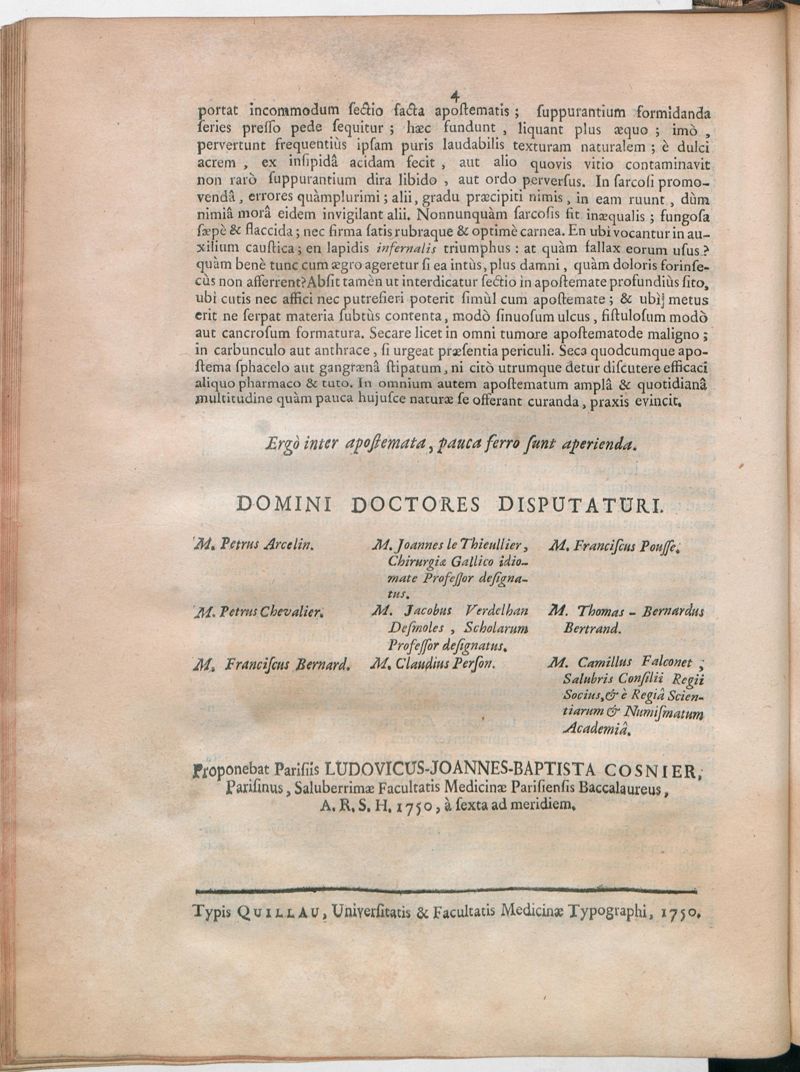 4
portat incommodum ſectio facta apoſtematis ; ſuppurantium formidanda
ſeries preſſo pede ſequitur ; hæc fundunt , liquant plus æquo ; imò ,
pervertunt frequentiùs ipſam puris laudabilis texturam naturalem ; è dulci
acrem , ex inſipidâ acidam fecit , aut alio quovis vitio contaminavit
non rarò ſuppurantium dira libido , aut ordo perverſus. In ſarcoſi promo-
vendâ , errores quàmplurimi ; alii , gradu præcipiti nimis , in eam ruunt , dùm
nimiâ morâ eidem invigilant alii. Nonnunquàm ſarcoſis fit inæqualis ; fungoſa
ſæpè & flaccida ; nec firma ſatis rubraque & optimè carnea. En ubi vocantur in au-
xilium cauſtica ; en lapidis infernalis triumphus : at quàm fallax eorum uſus ?
quàm benè tunc cum ægro ageretur ſi ea intùs, plus damni , quàm doloris forinſe-
cùs non afferrent ? Abſit tamèn ut interdicatur ſectio in apoſtemate profundiùs ſito,
ubi cutis nec affici nec putrefieri poterit ſimùl cum apoſtemate ; & ubi metus
erit ne ſerpat materia ſubtùs contenta, modò ſinuoſum ulcus , fiſtuloſum modò
aut cancroſum formatura. Secare licet in omni tumore apoſtematode maligno ;
in carbunculo aut anthrace , ſi urgeat præſentia periculi. Seca quodcumque apo-
ſtema ſphacelo aut gangrænâ ſtipatum, ni citò utrumque detur diſcutere efficaci
aliquo pharmaco & tuto. In omnium autem apoſtematum amplâ & quotidianâ
multitudine quàm pauca hujuſce naturæ ſe offerant curanda, praxis evincit.
Ergò inter apoſtemata, pauca ferro ſunt aperienda.
DOMINI DOCTORES DISPUTATURI.
M. Petrus Arcelin.
M. Petrus Chevalier.
M. Franciſcus Bernard.
M. Joannes le Thieullier,
Chirurgiæ Gallico idio-
mate Profeſſor deſigna-
tus.
M. Jacobus Verdelhan
Deſmoles , Scholarum
Profeſſor deſignatus.
M. Claudius Perſon.
M. Franciſcus Pouſſe.
M. Thomas - Bernardus
Bertrand.
M. Camillus Falconet ,
Salubris Conſilii Regii
Socius, & è Regiâ Scien-
tiarum & Numiſmatum
Academiâ.
Proponebat Pariſiis LUDOVICUS-JOANNES-BAPTISTA COSNIER,
Pariſinus, Saluberrimæ Facultatis Medicinæ Pariſienſis Baccalaureus,
A. R. S. H. 1750, à ſexta ad meridiem.
Typis QUILLAU, Univerſitatis & Facultatis Medicinæ Typographi, 1750.